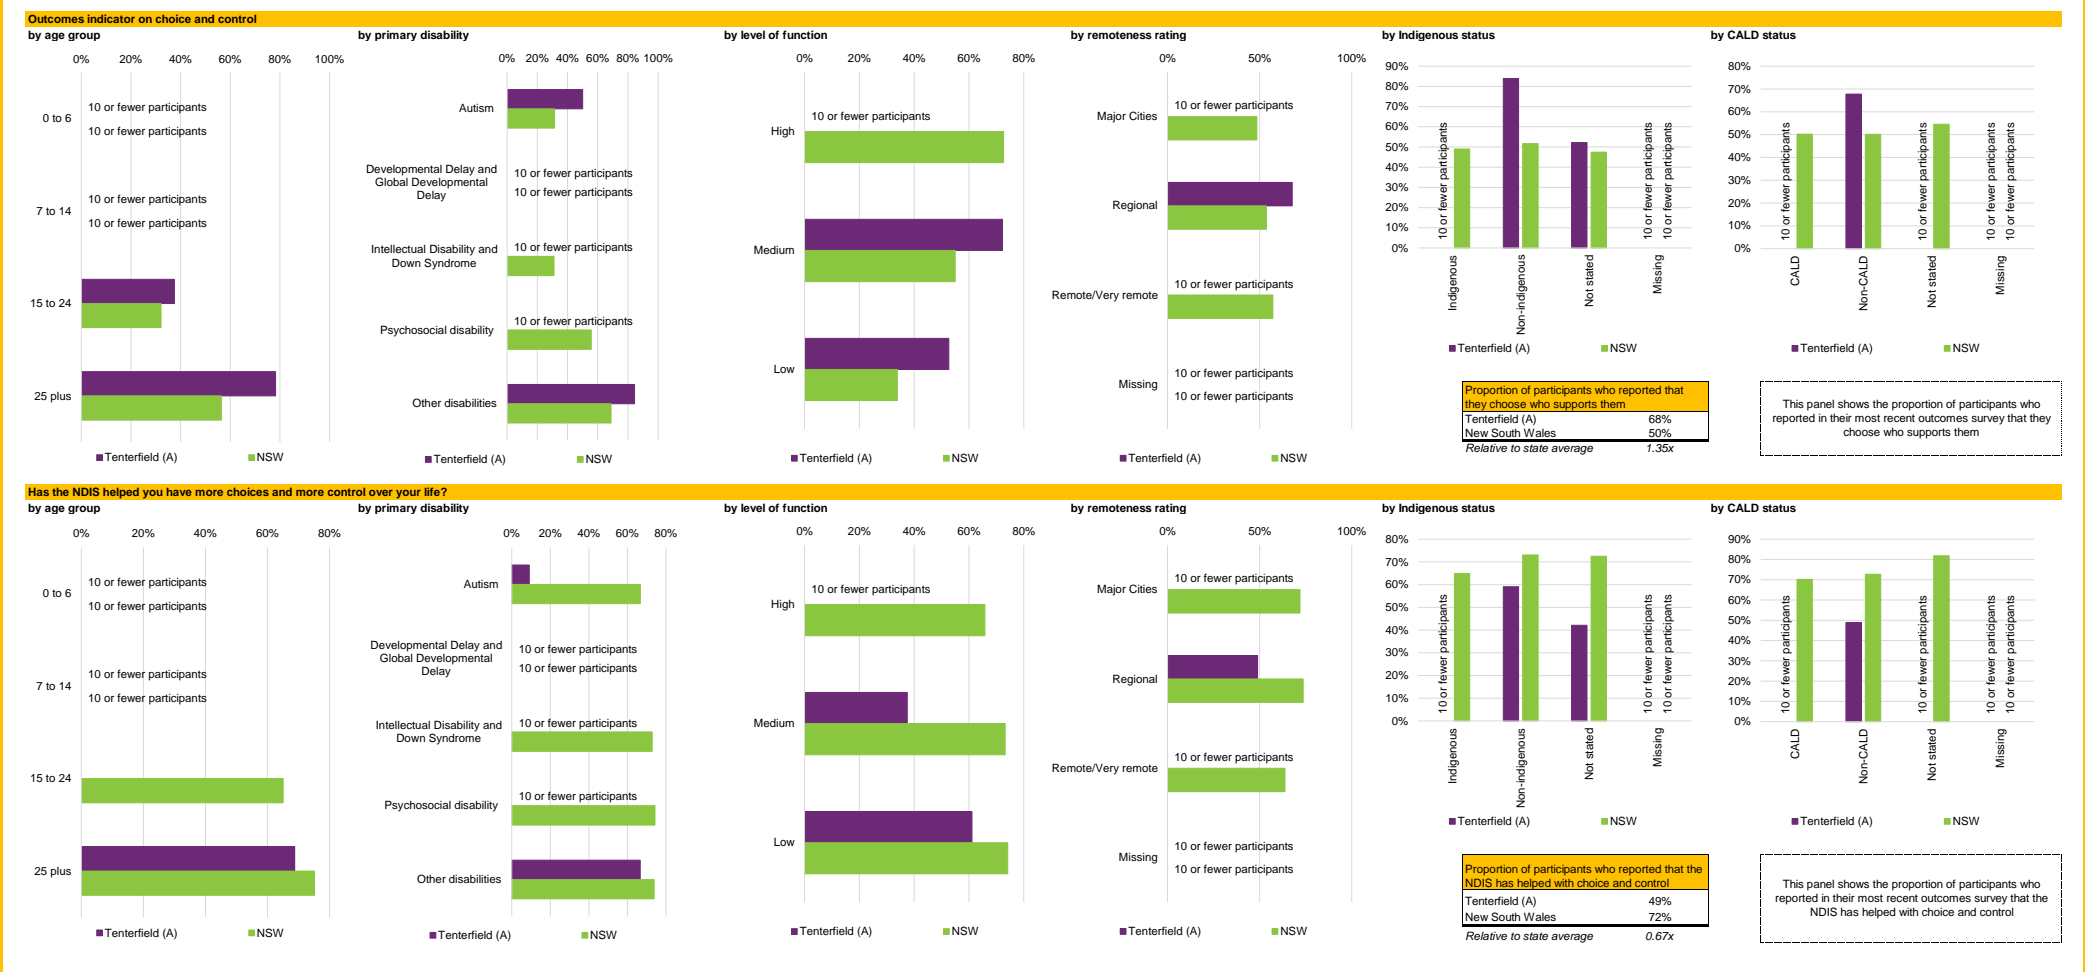 Outcomes indicator on choice and control
by age group
0%
20%
40%
60%
80%
100%
0 to 6
10 or fewer participants
10 or fewer participants
7 to 14
10 or fewer participants
10 or fewer participants
15 to 24
25 plus
Tenterfield (A)
NSW
by primary disability
0%
20%
40%
60%
80%
100%
Autism
Developmental Delay and
Global Developmental
Delay
10 or fewer participants
10 or fewer participants
Intellectual Disability and
Down Syndrome
10 or fewer participants
Psychosocial disability
10 or fewer participants
Other disabilities
Tenterfield (A)
NSW
by level of function
0%
20%
40%
60%
80%
High
10 or fewer participants
Medium
Low
Tenterfield (A)
NSW
by remoteness rating
0%
50%
100%
Major Cities
10 or fewer participants
Regional
Remote/Very remote
10 or fewer participants
Missing
10 or fewer participants
10 or fewer participants
Tenterfield (A)
NSW
by Indigenous status
90%
80%
70%
60%
50%
40%
30%
20%
10%
0%
10 or fewer participants
10 or fewer participants
10 or fewer participants
Indigenous
Non-indigenous
Not stated
Missing
Tenterfield (A)
NSW
by CALD status
80%
70%
60%
50%
40%
30%
20%
10%
0%
10 or fewer participants
10 or fewer participants
10 or fewer participants
10 or fewer participants
CALD
Non-CALD
Not stated
Missing
Tenterfield (A)
NSW
Proportion of participants who reported that
they choose who supports them
Tenterfield (A) 68%
New South Wales 50%
Relative to state average 1.35x
This panel shows the proportion of participants who
reported in their most recent outcomes survey that they
choose who supports them
Has the NDIS helped you have more choices and more control over your life?
by age group
0%
20%
40%
60%
80%
0 to 6
10 or fewer participants
10 or fewer participants
7 to 14
10 or fewer participants
10 or fewer participants
15 to 24
25 plus
Tenterfield (A)
NSW
by primary disability
0%
20%
40%
60%
80%
Autism
Developmental Delay and
Global Developmental
Delay
10 or fewer participants
10 or fewer participants
Intellectual Disability and
Down Syndrome
10 or fewer participants
Psychosocial disability
10 or fewer participants
Other disabilities
Tenterfield (A)
NSW
by level of function
0%
20%
40%
60%
80%
High
10 or fewer participants
Medium
Low
Tenterfield (A)
NSW
by remoteness rating
0%
50%
100%
Major Cities
10 or fewer participants
Regional
Remote/Very remote
10 or fewer participants
Missing
10 or fewer participants
10 or fewer participants
Tenterfield (A)
NSW
by Indigenous status
80%
70%
60%
50%
40%
30%
20%
10%
0%
10 or fewer participants
10 or fewer participants
10 or fewer participants
Indigenous
Non-indigenous
Not stated
Missing
Tenterfield (A)
NSW
by CALD status
90%
80%
70%
60%
50%
40%
30%
20%
10%
0%
10 or fewer participants
10 or fewer participants
10 or fewer participants
10 or fewer participants
CALD
Non-CALD
Not stated
Missing
Tenterfield (A)
NSW
Proportion of participants who reported that the
NDIS has helped with choice and control
Tenterfield (A) 49%
New South Wales 72%
Relative to state average 0.67x
This panel shows the proportion of participants who
reported in their most recent outcomes survey that the
NDIS has helped with choice and control